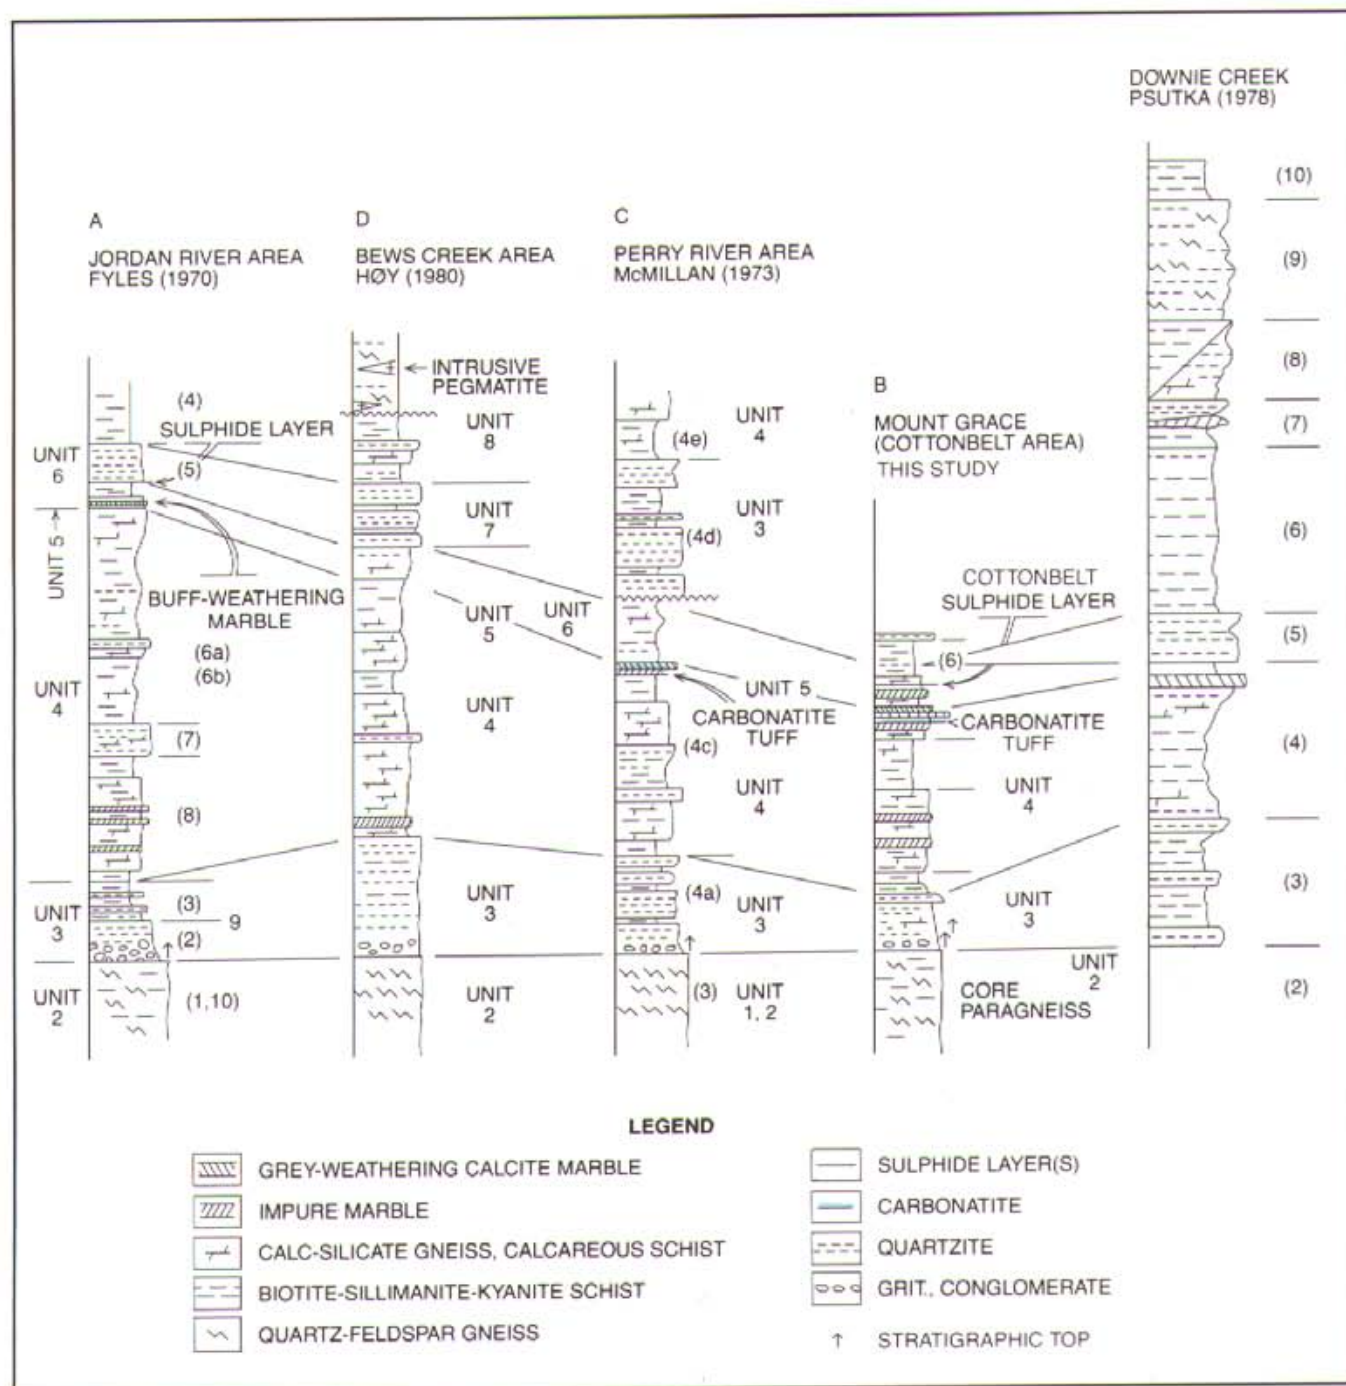 DOWNIE CREEK
PSUTKA (1978)
A
JORDAN RIVER AREA
FYLES (1970)
D
BEWS CREEK AREA
HØY (1980)
C
PERRY RIVER AREA
McMILLAN (1973)
B
MOUNT GRACE
(COTTONBELT AREA)
THIS STUDY
(4)
SULPHIDE LAYER
UNIT
6
(5)
UNIT 5
BUFF-WEATHERING
MARBLE
(6a)
(6b)
UNIT
4
(7)
(8)
UNIT
3
(3)
9
(2)
UNIT
2
(1,10)
INTRUSIVE
PEGMATITE
UNIT
8
UNIT
7
UNIT
5
UNIT
6
UNIT
4
UNIT
3
UNIT
2
(4e)
UNIT
4
UNIT
3
(4d)
UNIT 5
CARBONATITE
TUFF
(4c)
UNIT
4
(4a)
UNIT
3
(3)
UNIT
1, 2
COTTONBELT
SULPHIDE LAYER
(6)
CARBONATITE
TUFF
UNIT
4
UNIT
3
UNIT
2
CORE
PARAGNEISS
(10)
(9)
(8)
(7)
(6)
(5)
(4)
(3)
(2)
LEGEND
GREY-WEATHERING CALCITE MARBLE
IMPURE MARBLE
CALC-SILICATE GNEISS, CALCAREOUS SCHIST
BIOTITE-SILLIMANITE-KYANITE SCHIST
QUARTZ-FELDSPAR GNEISS
SULPHIDE LAYER(S)
CARBONATITE
QUARTZITE
GRIT., CONGLOMERATE
STRATIGRAPHIC TOP